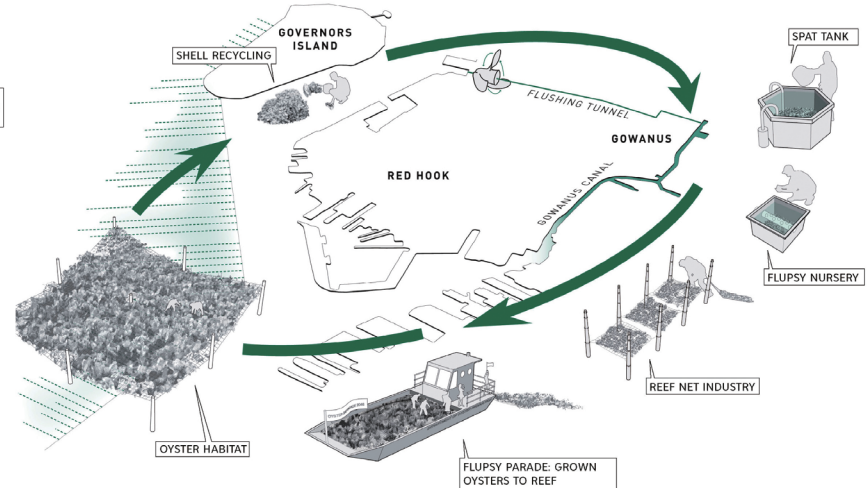 GOVERNORS
ISLAND
SHELL RECYCLING
SPAT TANK
FLUSHING TUNNEL
GOWANUS
RED HOOK
GOWANUS CANAL
FLUPSY NURSERY
REEF NET INDUSTRY
OYSTER HABITAT
FLUPSY PARADE: GROWN
OYSTERS TO REEF